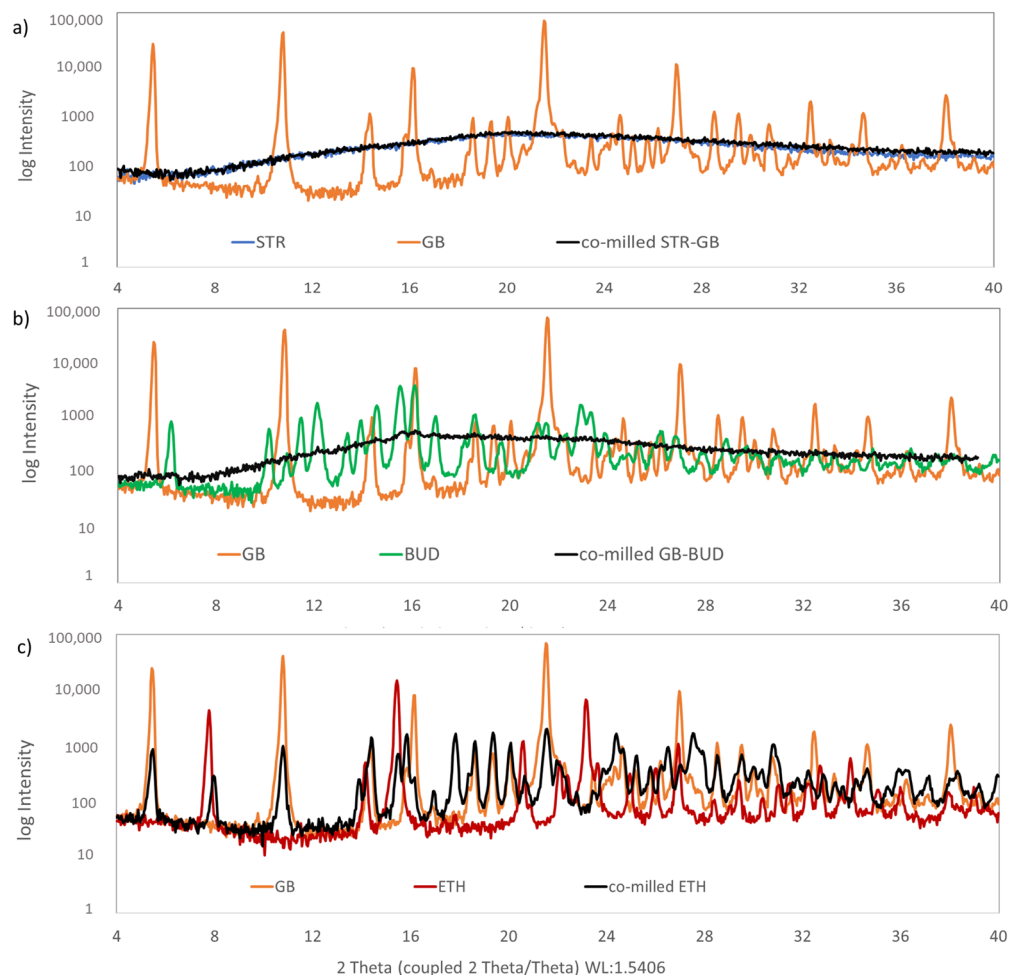 a)
log Intensity
100,000
10,000
1000
100
10
1
STR GB co-milled STR-GB
4 8 12 16 20 24 28 32 36 40
b)
log Intensity
100,000
10,000
1000
100
10
1
GB BUD co-milled GB-BUD
4 8 12 16 20 24 28 32 36 40
c)
log Intensity
100,000
10,000
1000
100
10
1
GB ETH co-milled ETH
4 8 12 16 20 24 28 32 36 40
2 Theta (coupled 2 Theta/Theta) WL:1.5406